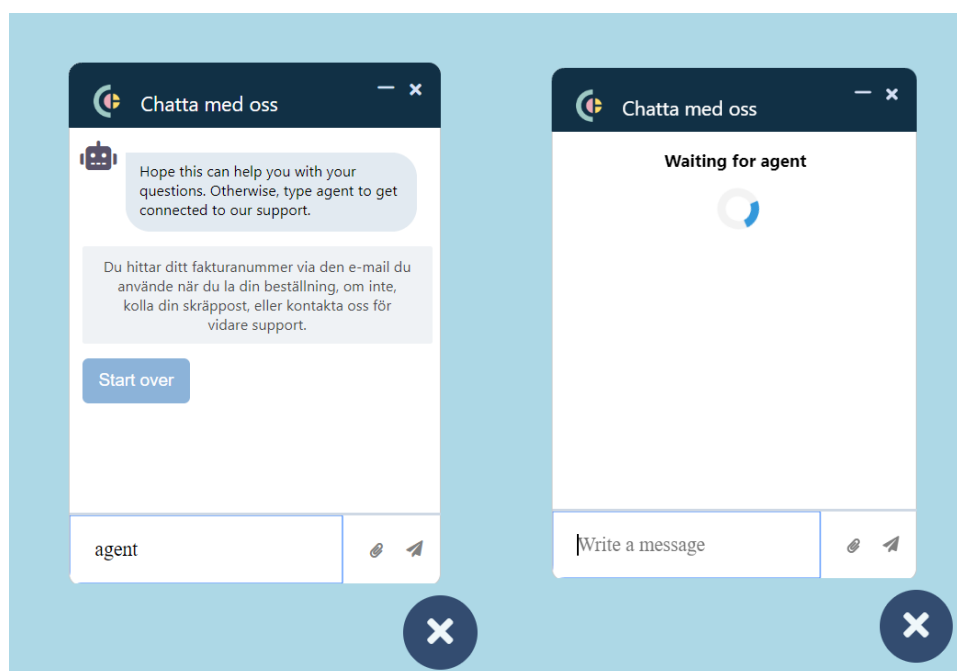 Chatta med oss
Hope this can help you with your
questions. Otherwise, type agent to get
connected to our support.
Du hittar ditt fakturanummer via den e-mail du
använde när du la din beställning, om inte,
kolla din skräppost, eller kontakta oss för
vidare support.
Start over
agent
Chatta med oss
Waiting for agent
Write a message